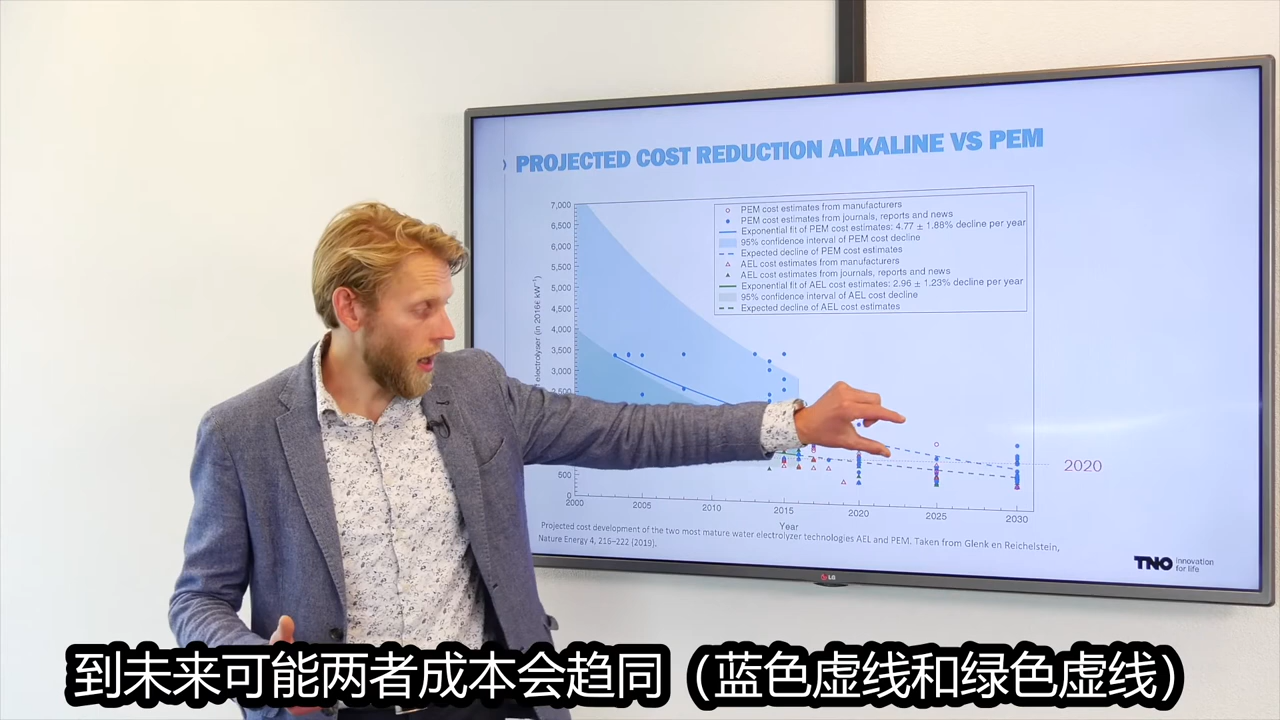 PROJECTED COST REDUCTION ALKALINE VS PEM
7,000
6,500
6,000
5,500
5,000
4,500
4,000
3,500
3,000
2,500
500
0
electrolyser (in 2016€ kW⁻¹)
PEM cost estimates from manufacturers
PEM cost estimates from journals, reports and news
Exponential fit of PEM cost estimates: 4.77 ± 1.88% decline per year
95% confidence interval of PEM cost decline
Expected decline of PEM cost estimates
AEL cost estimates from manufacturers
AEL cost estimates from journals, reports and news
Exponential fit of AEL cost estimates: 2.96 ± 1.23% decline per year
95% confidence interval of AEL cost decline
Expected decline of AEL cost estimates
2020
2000 2005 2010 2015 2020 2025 2030
Year
Projected cost development of the two most mature water electrolyzer technologies AEL and PEM. Taken from Glenk en Reichelstein,
Nature Energy 4, 216–222 (2019).
TNO innovation
for life
LG
到未来可能两者成本会趋同（蓝色虚线和绿色虚线）